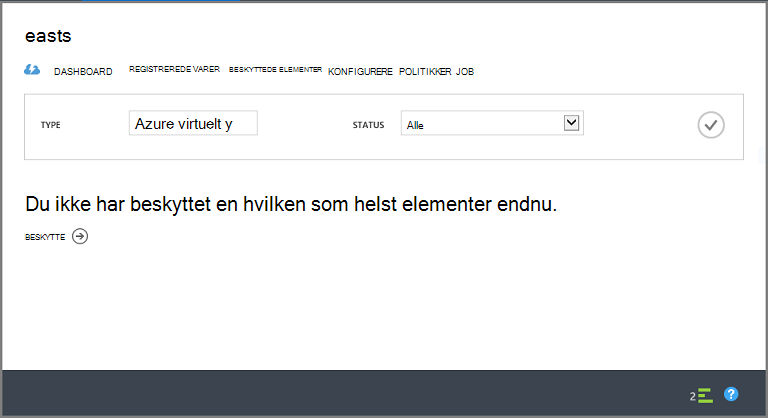 easts
DASHBOARD REGISTREREDE VARER BESKYTTEDE ELEMENTER KONFIGURERE POLITIKKER JOB
TYPE Azure virtuelt y STATUS Alle
Du ikke har beskyttet en hvilken som helst elementer endnu.
BESKYTTE
2 ?